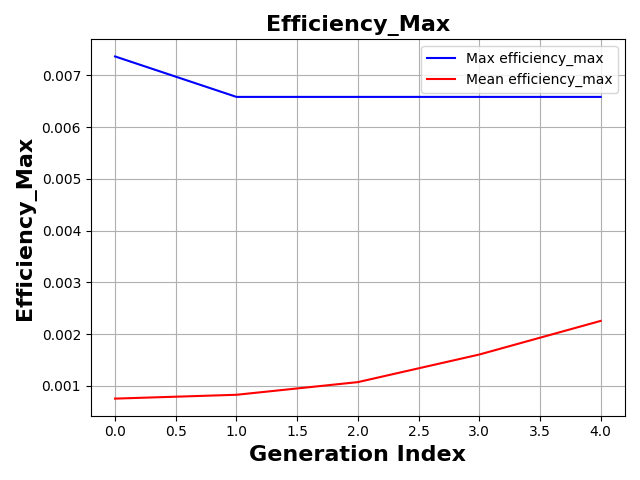 Efficiency_Max
Max efficiency_max
Mean efficiency_max
Efficiency_Max
0.007
0.006
0.005
0.004
0.003
0.002
0.001
0.0 0.5 1.0 1.5 2.0 2.5 3.0 3.5 4.0
Generation Index